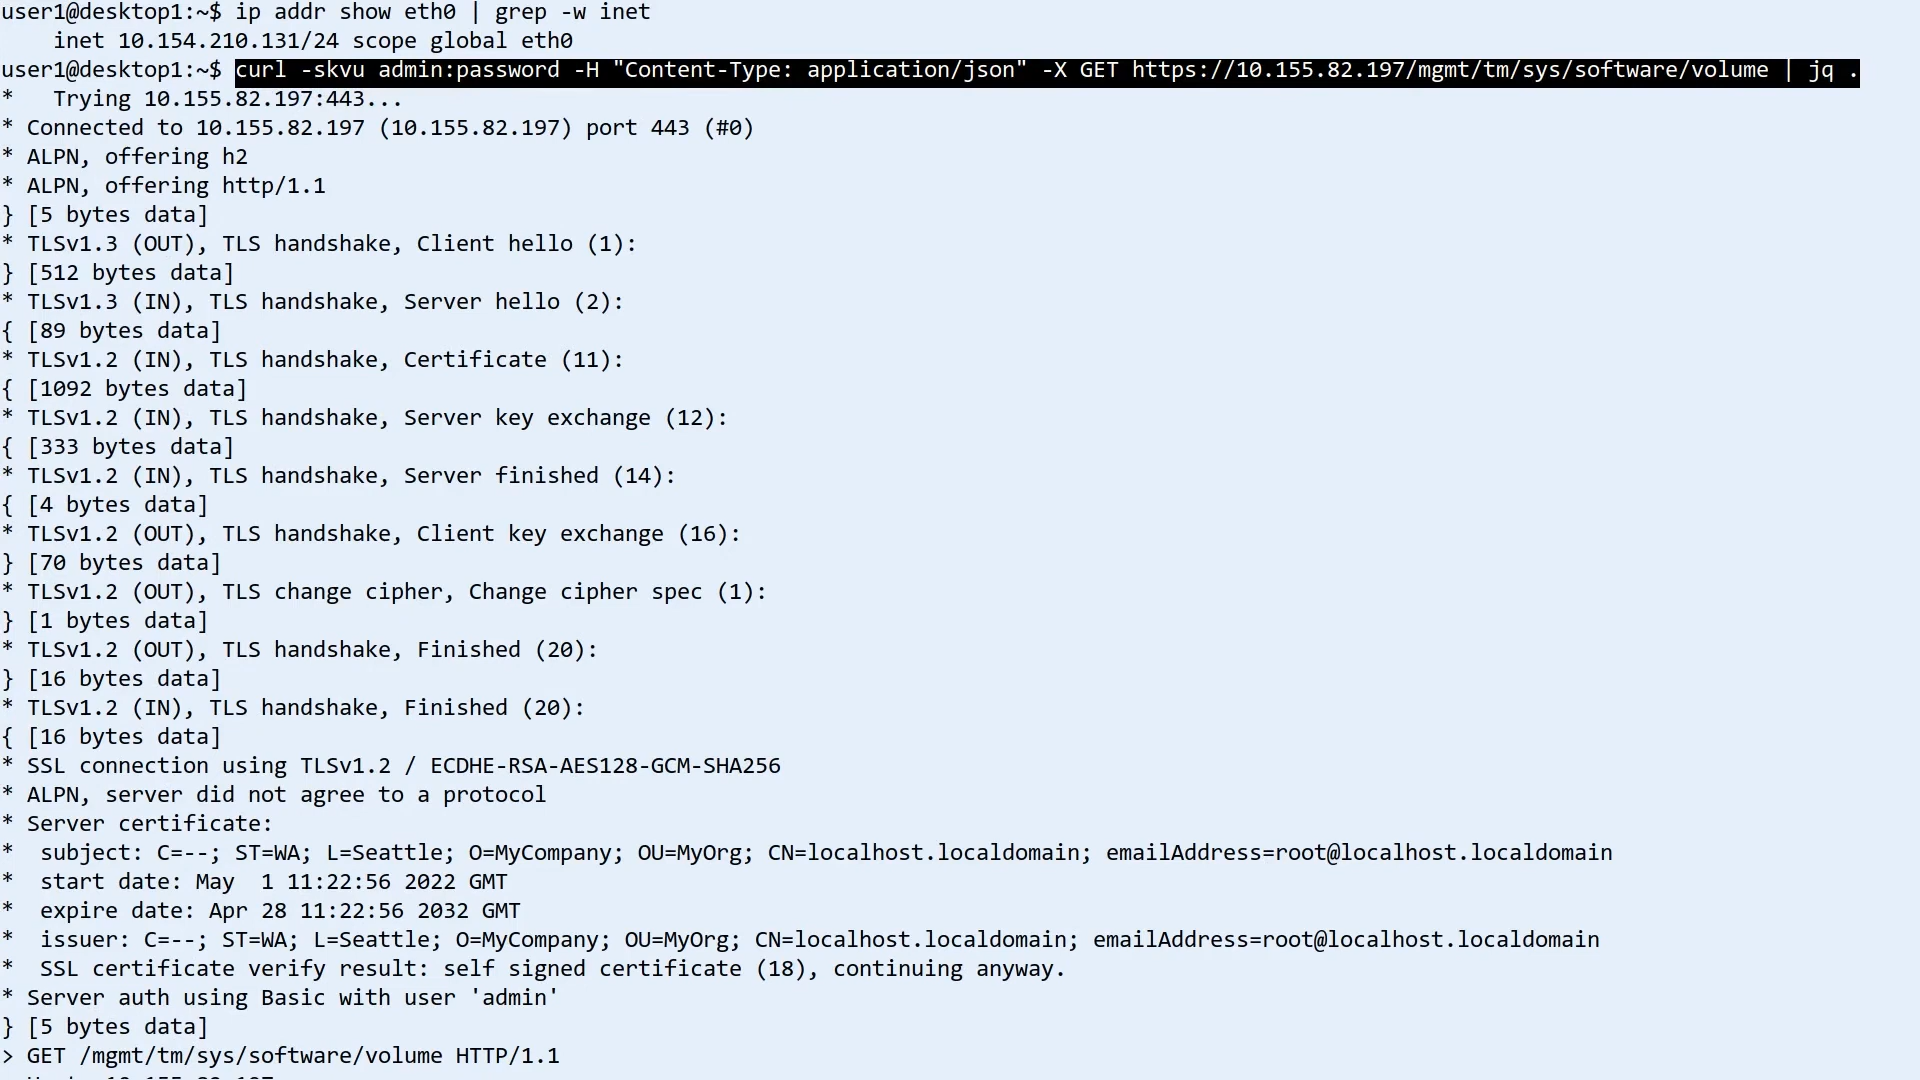 user1@desktop1:~$ ip addr show eth0 | grep -w inet
    inet 10.154.210.131/24 scope global eth0
user1@desktop1:~$ curl -skvu admin:password -H "Content-Type: application/json" -X GET https://10.155.82.197/mgmt/tm/sys/software/volume | jq .
*   Trying 10.155.82.197:443...
* Connected to 10.155.82.197 (10.155.82.197) port 443 (#0)
* ALPN, offering h2
* ALPN, offering http/1.1
} [5 bytes data]
* TLSv1.3 (OUT), TLS handshake, Client hello (1):
} [512 bytes data]
* TLSv1.3 (IN), TLS handshake, Server hello (2):
{ [89 bytes data]
* TLSv1.2 (IN), TLS handshake, Certificate (11):
{ [1092 bytes data]
* TLSv1.2 (IN), TLS handshake, Server key exchange (12):
{ [333 bytes data]
* TLSv1.2 (IN), TLS handshake, Server finished (14):
{ [4 bytes data]
* TLSv1.2 (OUT), TLS handshake, Client key exchange (16):
} [70 bytes data]
* TLSv1.2 (OUT), TLS change cipher, Change cipher spec (1):
} [1 bytes data]
* TLSv1.2 (OUT), TLS handshake, Finished (20):
} [16 bytes data]
* TLSv1.2 (IN), TLS handshake, Finished (20):
{ [16 bytes data]
* SSL connection using TLSv1.2 / ECDHE-RSA-AES128-GCM-SHA256
* ALPN, server did not agree to a protocol
* Server certificate:
*  subject: C=--; ST=WA; L=Seattle; O=MyCompany; OU=MyOrg; CN=localhost.localdomain; emailAddress=root@localhost.localdomain
*  start date: May  1 11:22:56 2022 GMT
*  expire date: Apr 28 11:22:56 2032 GMT
*  issuer: C=--; ST=WA; L=Seattle; O=MyCompany; OU=MyOrg; CN=localhost.localdomain; emailAddress=root@localhost.localdomain
*  SSL certificate verify result: self signed certificate (18), continuing anyway.
* Server auth using Basic with user 'admin'
} [5 bytes data]
> GET /mgmt/tm/sys/software/volume HTTP/1.1